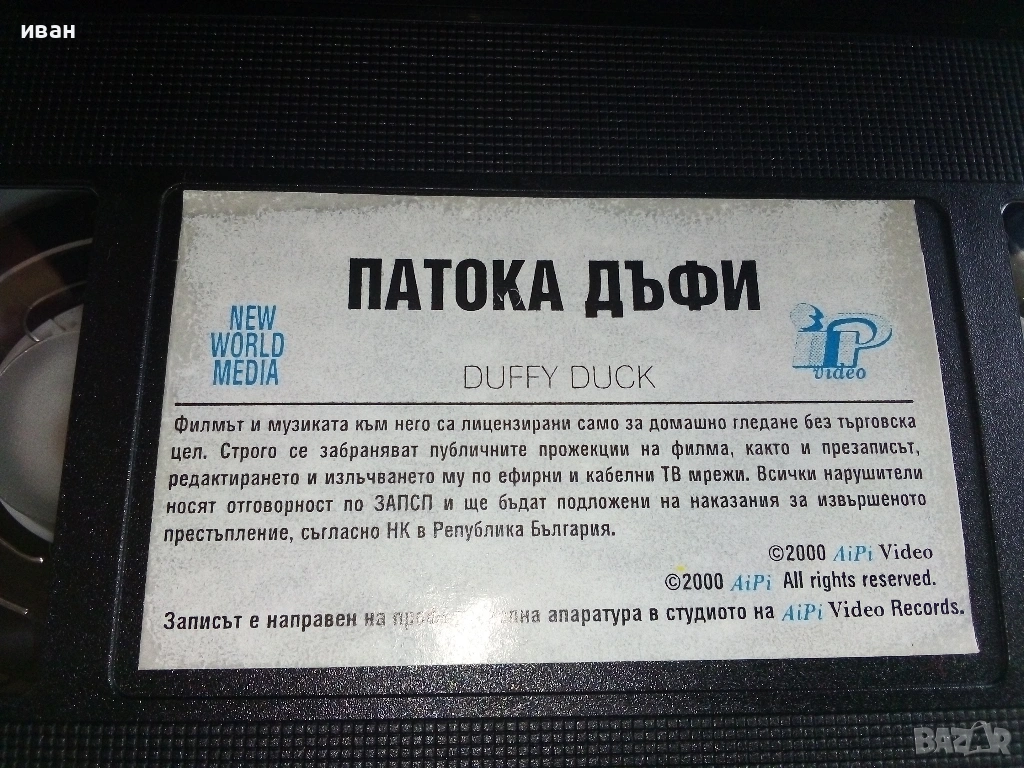 иван
ПАТОКА ДЪФИ
NEW
WORLD
MEDIA
iP
video
DUFFY DUCK
Филмът и музиката към него са лицензирани само за домашно гледане без търговска
цел. Строго се забраняват публичните прожекции на филма, както и презаписът,
редактирането и излъчването му по ефирни и кабелни ТВ мрежи. Всички нарушители
носят отговорност по ЗАПСП и ще бъдат подложени на наказания за извършеното
престъпление, съгласно НК в Република България.
©2000 AiPi Video
©2000 AiPi All rights reserved.
Записът е направен на апаратура в студиото на AiPi Video Records.
BAZAR